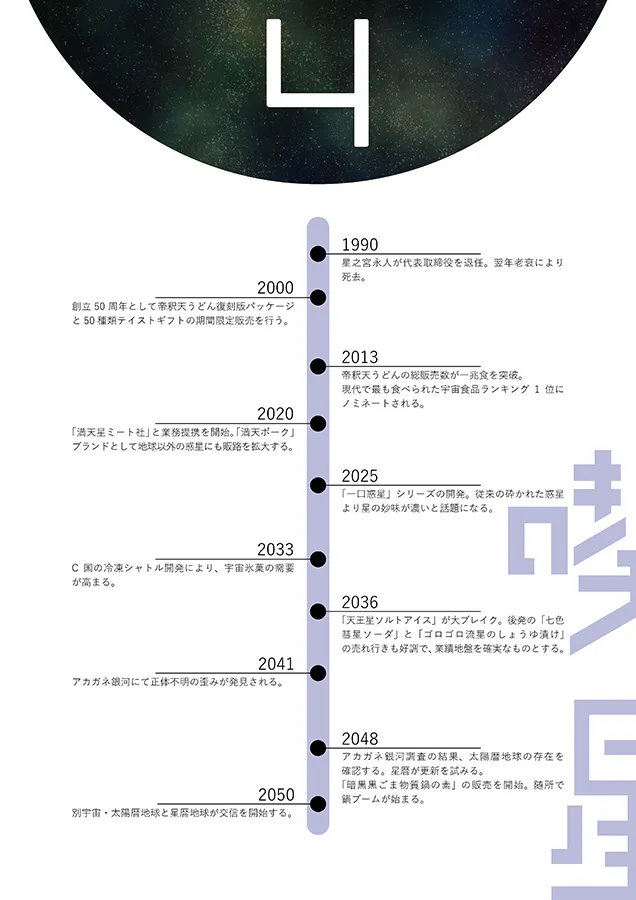 4
1990
星之宮永人が代表取締役を退任。翌年老衰により
死去。
2000
創立 50 周年として帝釈天うどん復刻版パッケージ
と 50 種類テイストギフトの期間限定販売を行う。
2013
帝釈天うどんの総販売数が一兆食を突破。
現代で最も食べられた宇宙食品ランキング 1 位に
ノミネートされる。
2020
「満天星ミート社」と業務提携を開始。「満天ポーク」
ブランドとして地球以外の惑星にも販路を拡大する。
2025
「一口惑星」シリーズの開発。従来の砕かれた惑星
より星の妙味が濃いと話題になる。
2033
C 国の冷凍シャトル開発により、宇宙氷菓の需要
が高まる。
2036
「天王星ソルトアイス」が大ブレイク。後発の「七色
彗星ソーダ」と「ゴロゴロ流星のしょうゆ漬け」
の売れ行きも好調で、業績地盤を確実なものとする。
2041
アカガネ銀河にて正体不明の歪みが発見される。
2048
アカガネ銀河調査の結果、太陽暦地球の存在を
確認する。星暦が更新を試みる。
「暗黒黒ごま物質鍋の素」の販売を開始。随所で
鍋ブームが始まる。
2050
別宇宙・太陽暦地球と星暦地球が交信を開始する。